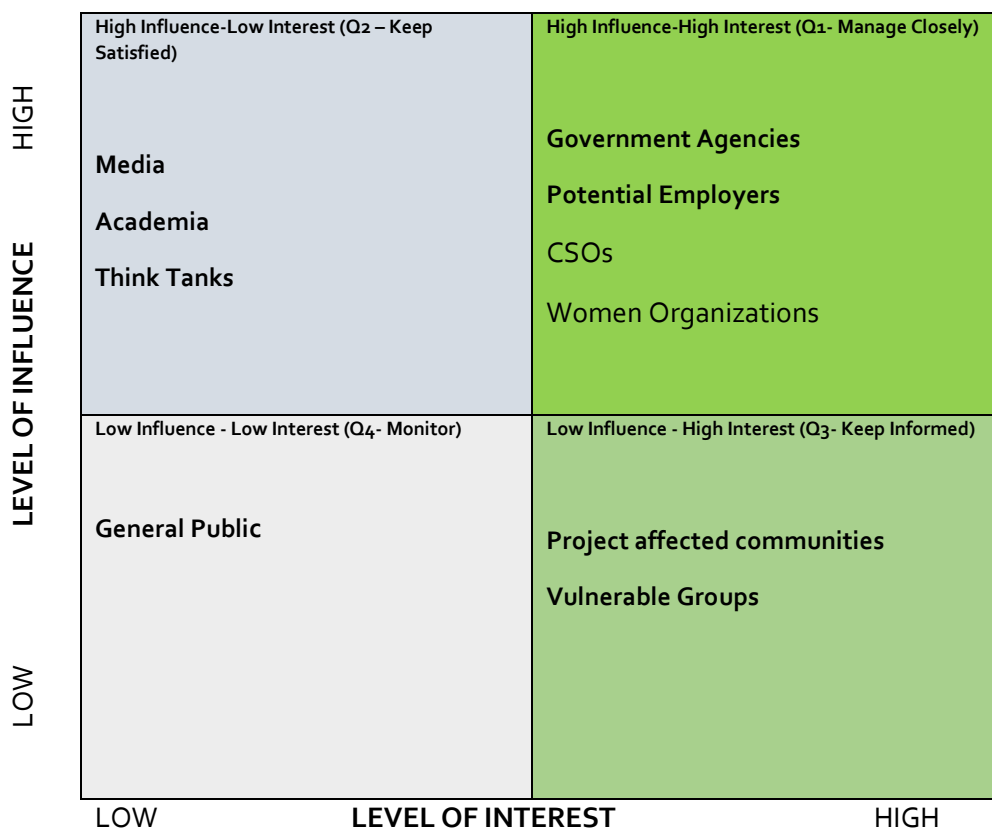 High Influence-Low Interest (Q2 – Keep
Satisfied)
Media
Academia
Think Tanks
High Influence-High Interest (Q1- Manage Closely)
Government Agencies
Potential Employers
CSOs
Women Organizations
Low Influence - Low Interest (Q4- Monitor)
General Public
Low Influence - High Interest (Q3- Keep Informed)
Project affected communities
Vulnerable Groups
HIGH
LEVEL OF INFLUENCE
LOW
LOW LEVEL OF INTEREST HIGH